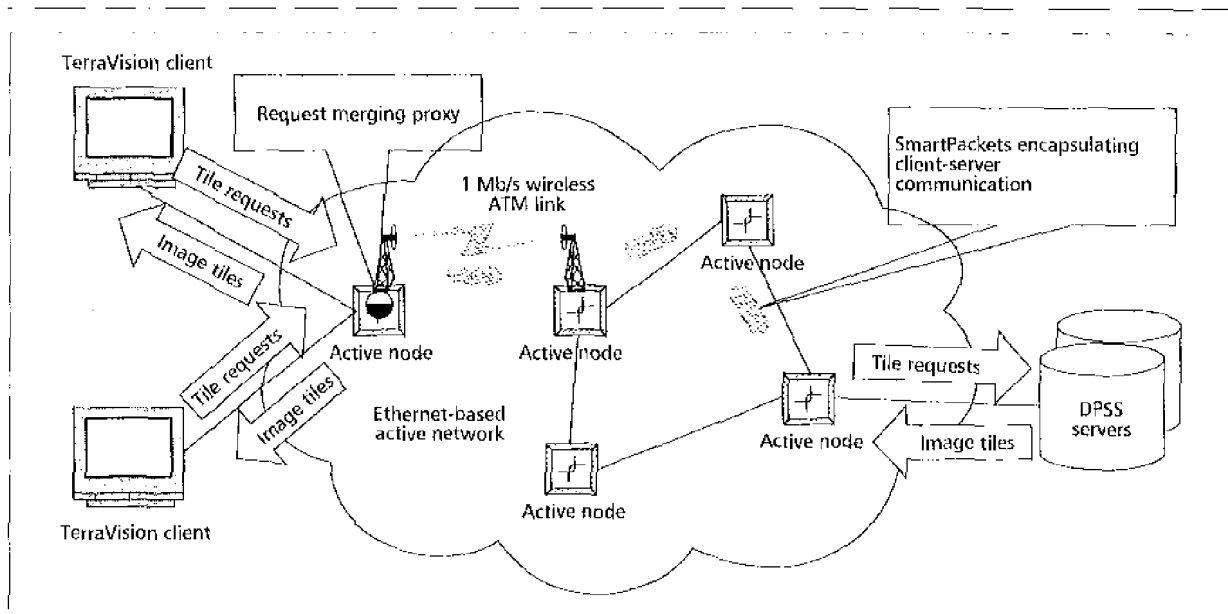 TerraVision client
Request merging proxy
SmartPackets encapsulating
client-server
communication
Tile requests
1 Mb/s wireless
ATM link
Image tiles
Active node
Active node
Active node
Tile requests
Tile requests
Image tiles
Ethernet-based
active network
Active node
Image tiles
DPSS
servers
Active node
TerraVision client